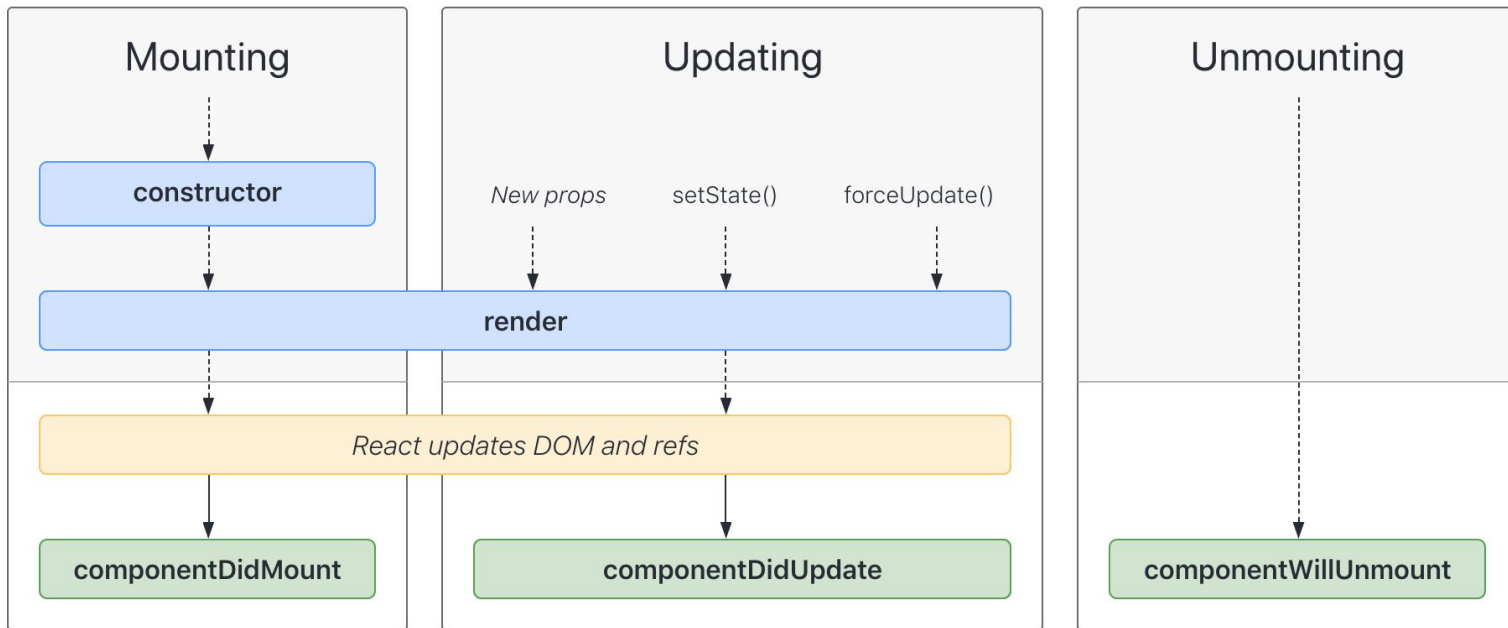 Mounting
Updating
Unmounting
constructor
New props
setState()
forceUpdate()
render
React updates DOM and refs
componentDidMount
componentDidUpdate
componentWillUnmount